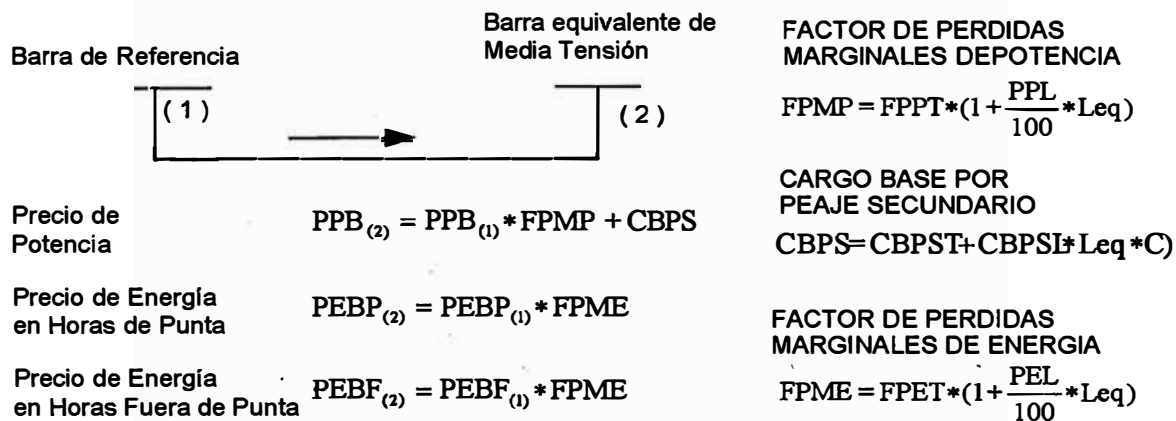 Barra de Referencia
(1)
Barra equivalente de
Media Tensión
(2)
Precio de
Potencia
PPB(2) = PPB(1)*FPMP + CBPS
Precio de Energía
en Horas de Punta
PEBP(2) = PEBP(1)*FPME
Precio de Energía
en Horas Fuera de Punta
PEBF(2) = PEBF(1)*FPME
FACTOR DE PERDIDAS
MARGINALES DEPOTENCIA
FPMP = FPPT*(1+PPL/100*Leq)
CARGO BASE POR
PEAJE SECUNDARIO
CBPS=CBPST+CBPSL*Leq*C)
FACTOR DE PERDIDAS
MARGINALES DE ENERGIA
FPME = FPET*(1+PEL/100*Leq)